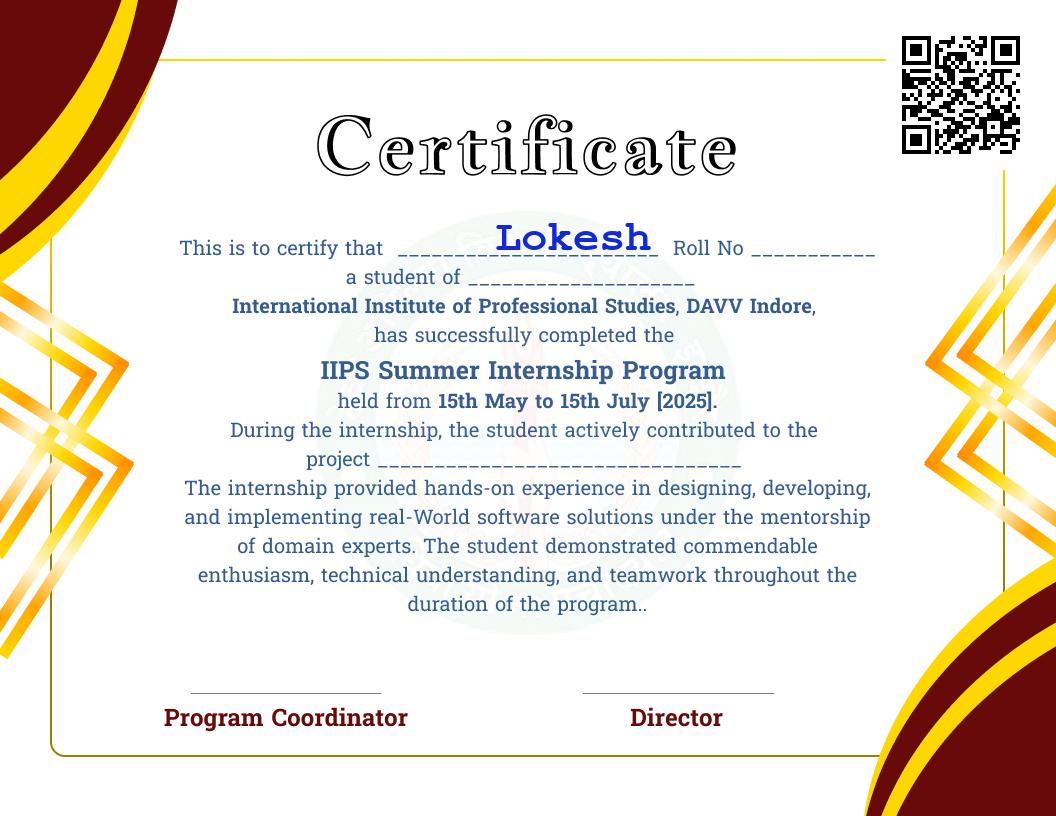 Certificate
This is to certify that _______Lokesh_______ Roll No ___________
a student of ____________________
International Institute of Professional Studies, DAVV Indore,
has successfully completed the
IIPS Summer Internship Program
held from 15th May to 15th July [2025].
During the internship, the student actively contributed to the
project ________________________________
The internship provided hands-on experience in designing, developing,
and implementing real-World software solutions under the mentorship
of domain experts. The student demonstrated commendable
enthusiasm, technical understanding, and teamwork throughout the
duration of the program..
Program Coordinator
Director